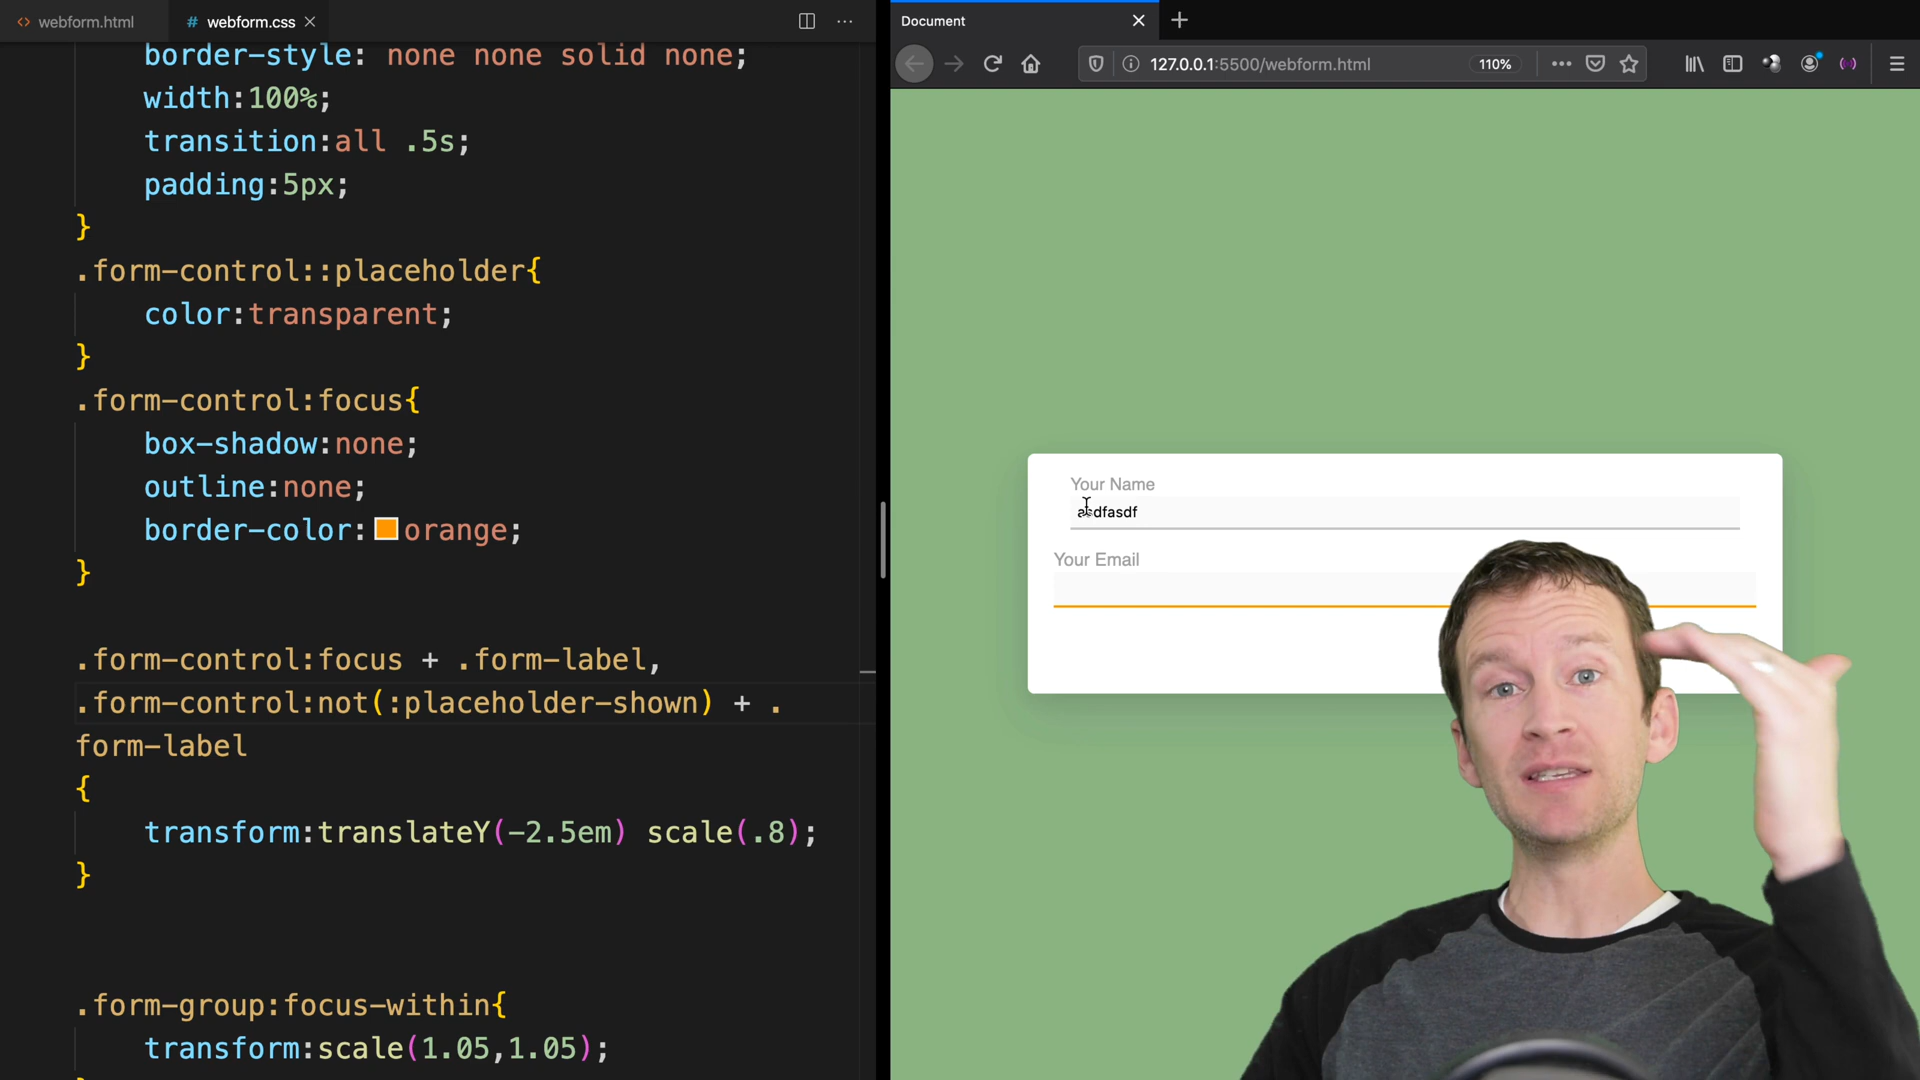 webform.html
# webform.css
border-style: none none solid none;
width:100%;
transition:all .5s;
padding:5px;
}
.form-control::placeholder{
color:transparent;
}
.form-control:focus{
box-shadow:none;
outline:none;
border-color:orange;
}
.form-control:focus + .form-label,
.form-control:not(:placeholder-shown) + .
form-label
{
transform:translateY(-2.5em) scale(.8);
}
.form-group:focus-within{
transform:scale(1.05,1.05);
Document
127.0.0.1:5500/webform.html
110%
Your Name
asdfasdf
Your Email